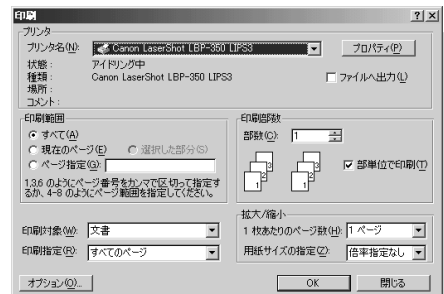 印刷
プリンタ
プリンタ名(N): Canon LaserShot LBP-350 LIPS3 プロパティ(P)
状態: アイドリング中
種類: Canon LaserShot LBP-350 LIPS3 ファイルへ出力(L)
場所:
コメント:
印刷範囲
すべて(A)
現在のページ(E) 選択した部分(S)
ページ指定(G):
1,3,6 のようにページ番号をカンマで区切って指定するか、4-8 のようにページ範囲を指定してください。
印刷部数
部数(C): 1
部単位で印刷(T)
1 2 3 1 2 3
印刷対象(W): 文書
印刷指定(R): すべてのページ
拡大/縮小
1 枚あたりのページ数(H): 1 ページ
用紙サイズの指定(Z): 倍率指定なし
オプション(O)... OK 閉じる